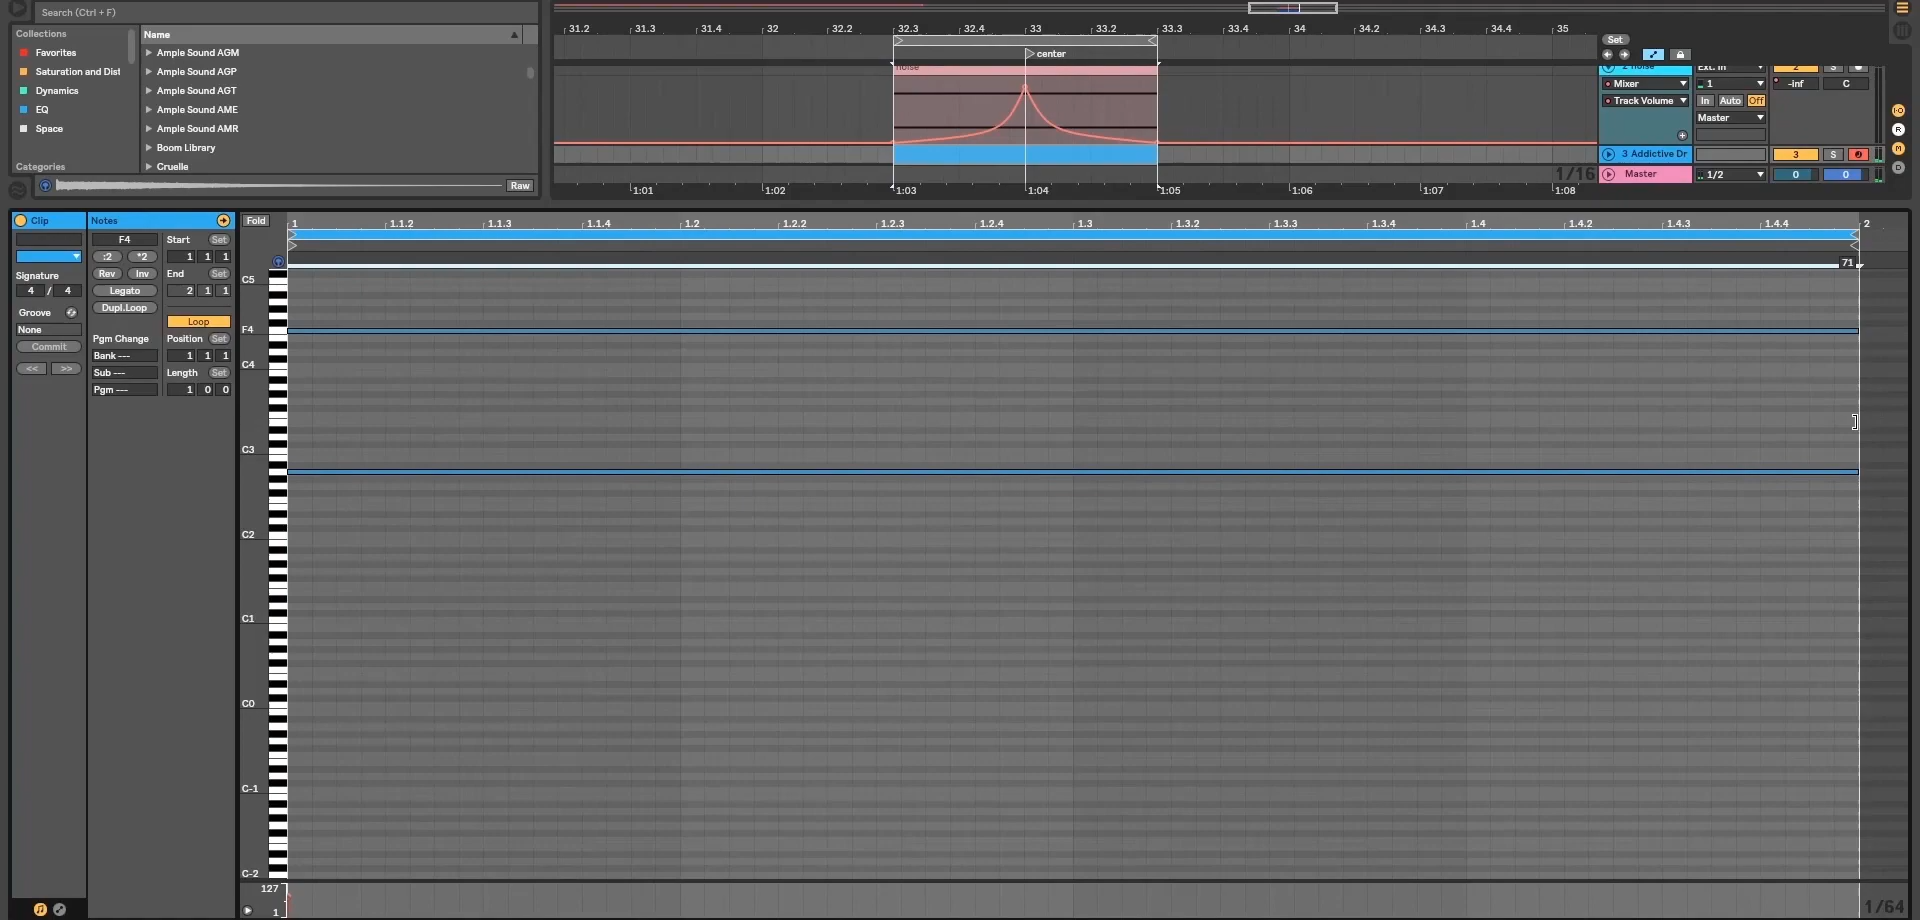 Search (Ctrl + F)
Collections
Favorites
Saturation and Dist
Dynamics
EQ
Space
Categories
Name
Ample Sound AGM
Ample Sound AGP
Ample Sound AGT
Ample Sound AME
Ample Sound AMR
Boom Library
Cruelle
Raw
31.2 31.3 31.4 32 32.2 32.3 32.4 33 33.2 33.3 33.4 34 34.2 34.3 34.4 35
center
noise
1:01 1:02 1:03 1:04 1:05 1:06 1:07 1:08
1/16
Set
2 noise Ext. In 2 S
Mixer 1 -inf C
Track Volume In Auto Off
Master
3 Addictive Dr 3 S
Master 1/2 0 0
I·O
R
M
D
Clip
Signature
4 / 4
Groove
None
Commit
<< >>
Notes
F4
:2 *2
Rev Inv
Legato
Dupl.Loop
Pgm Change
Bank ---
Sub ---
Pgm ---
Start Set
1 1 1
End Set
2 1 1
Loop
Position Set
1 1 1
Length Set
1 0 0
Fold
1 1.1.2 1.1.3 1.1.4 1.2 1.2.2 1.2.3 1.2.4 1.3 1.3.2 1.3.3 1.3.4 1.4 1.4.2 1.4.3 1.4.4 2
71
C5
F4
C4
C3
C2
C1
C0
C-1
C-2
127
1
1/64